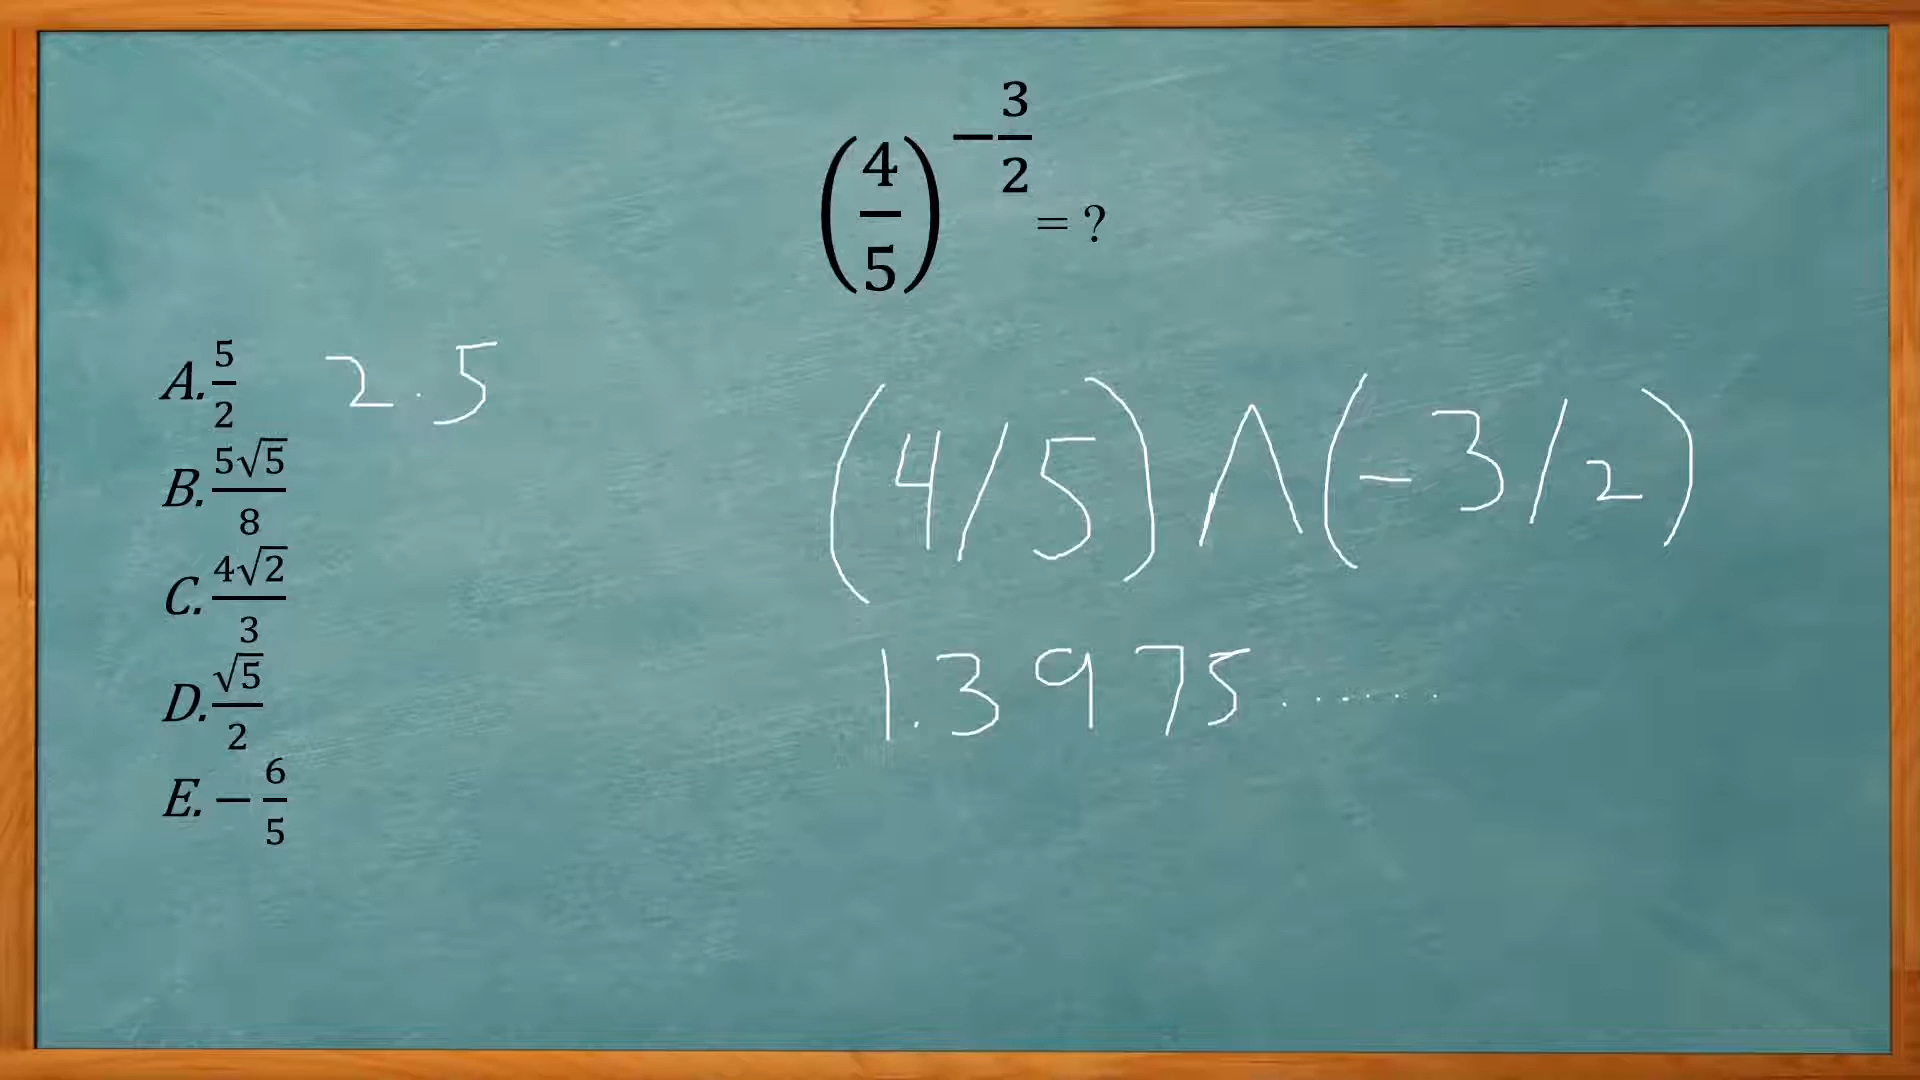 (4/5)^(-3/2) = ?
A. 5/2 2.5
B. 5√5/8
C. 4√2/3
D. √5/2
E. -6/5
(4/5)^(-3/2)
1.3975.......